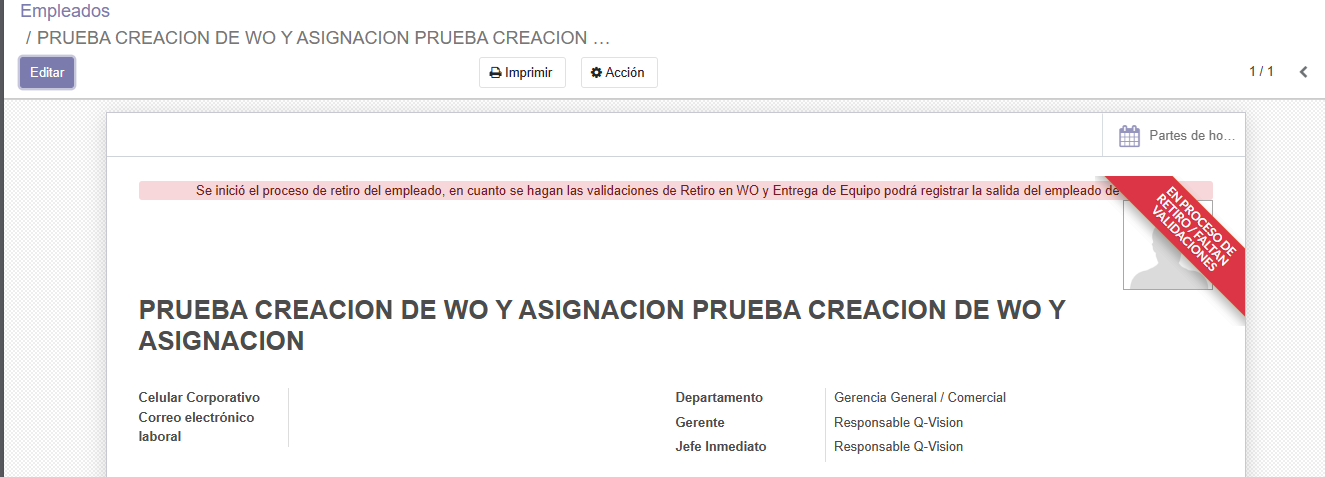 Empleados
/ PRUEBA CREACION DE WO Y ASIGNACION PRUEBA CREACION …
Editar
Imprimir
Acción
1 / 1
Partes de ho...
Se inició el proceso de retiro del empleado, en cuanto se hagan las validaciones de Retiro en WO y Entrega de Equipo podrá registrar la salida del empleado de
EN PROCESO DE
RETIRO / FALTAN
VALIDACIONES
PRUEBA CREACION DE WO Y ASIGNACION PRUEBA CREACION DE WO Y
ASIGNACION
Celular Corporativo
Correo electrónico
laboral
Departamento Gerencia General / Comercial
Gerente Responsable Q-Vision
Jefe Inmediato Responsable Q-Vision